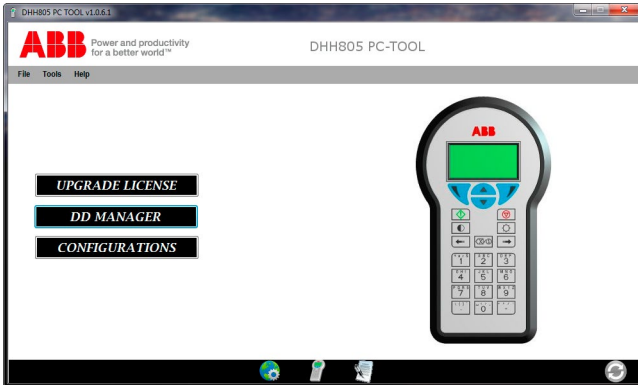 DHH805 PC TOOL v1.0.6.1
ABB
Power and productivity
for a better world™
DHH805 PC-TOOL
File Tools Help
ABB
UPGRADE LICENSE
DD MANAGER
CONFIGURATIONS
1 2 3
4 5 6
7 8 9
0